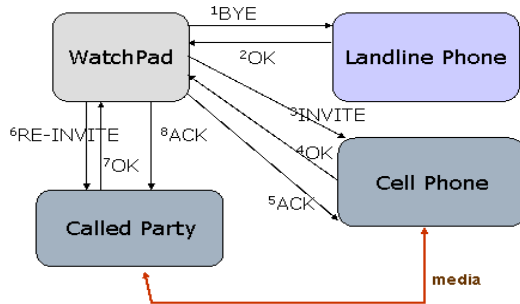 ¹BYE
WatchPad
²OK
Landline Phone
³INVITE
⁶RE-INVITE
⁸ACK
⁴OK
⁷OK
Cell Phone
⁵ACK
Called Party
media